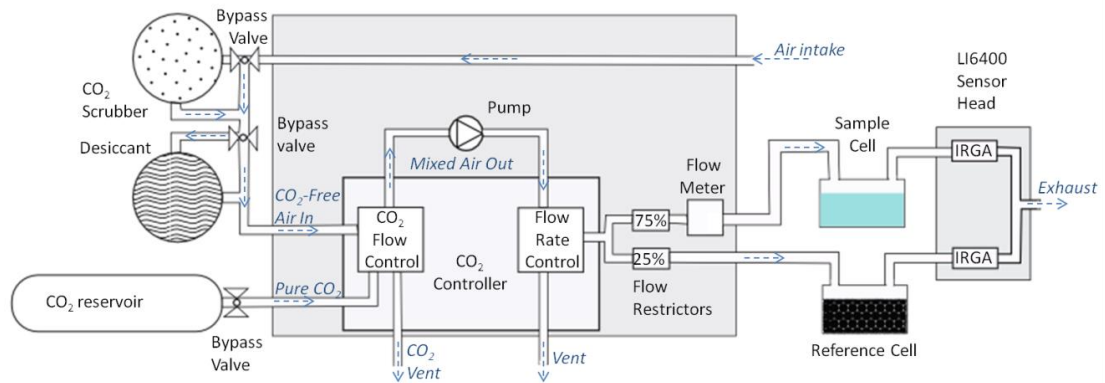 Bypass
Valve
Air intake
LI6400
Sensor
Head
CO2
Scrubber
Pump
Bypass
valve
Sample
Cell
Desiccant
Mixed Air Out
Flow
Meter
IRGA
CO2-Free
Air In
Exhaust
CO2
Flow
Control
Flow
Rate
Control
75%
CO2
Controller
25%
IRGA
Flow
Restrictors
Pure CO2
CO2 reservoir
Bypass
Valve
CO2
Vent
Vent
Reference Cell